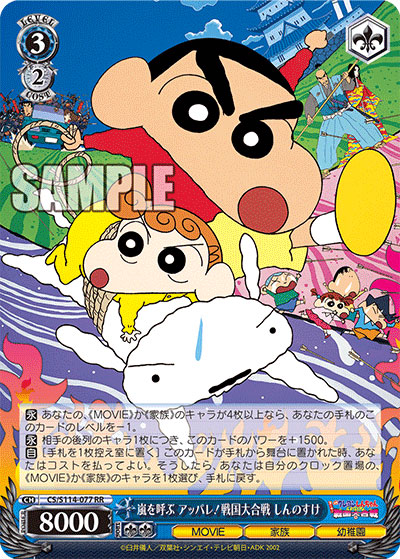 LEVEL
3
2
COST
SAMPLE
永 あなたの、《MOVIE》か《家族》のキャラが4枚以上なら、あなたの手札のこ
のカードのレベルを－1。
永 相手の後列のキャラ1枚につき、このカードのパワーを＋1500。
自 ［手札を1枚控え室に置く］ このカードが手札から舞台に置かれた時、あな
たはコストを払ってよい。そうしたら、あなたは自分のクロック置場の、
《MOVIE》か《家族》のキャラを1枚選び、手札に戻す。
CH
CS/S114-077 RR
嵐を呼ぶ アッパレ！戦国大合戦 しんのすけ
8000
MOVIE
家族
幼稚園
©臼井儀人／双葉社・シンエイ・テレビ朝日・ADK 2002